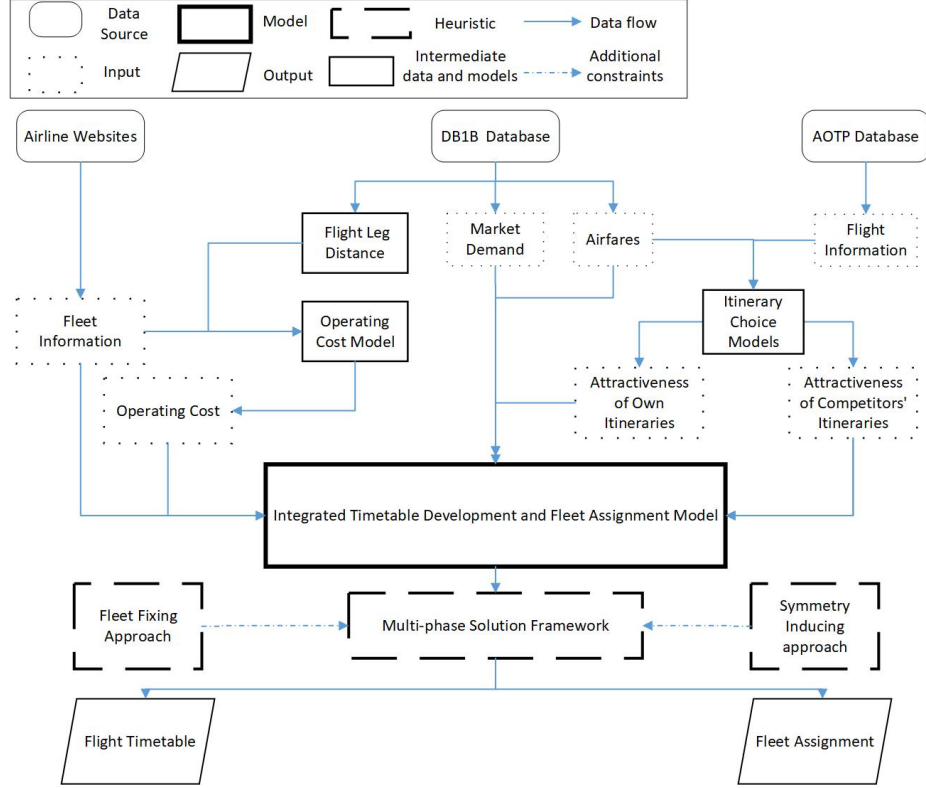 Data
Source
Model
Heuristic
Data flow
Input
Output
Intermediate
data and models
Additional
constraints
Airline Websites
DB1B Database
AOTP Database
Flight Leg
Distance
Market
Demand
Airfares
Flight
Information
Fleet
Information
Operating
Cost Model
Itinerary
Choice
Models
Operating Cost
Attractiveness
of Own
Itineraries
Attractiveness
of Competitors'
Itineraries
Integrated Timetable Development and Fleet Assignment Model
Fleet Fixing
Approach
Multi-phase Solution Framework
Symmetry
Inducing
approach
Flight Timetable
Fleet Assignment